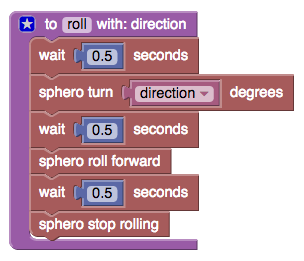 to roll with: direction
wait 0.5 seconds
sphero turn direction degrees
wait 0.5 seconds
sphero roll forward
wait 0.5 seconds
sphero stop rolling